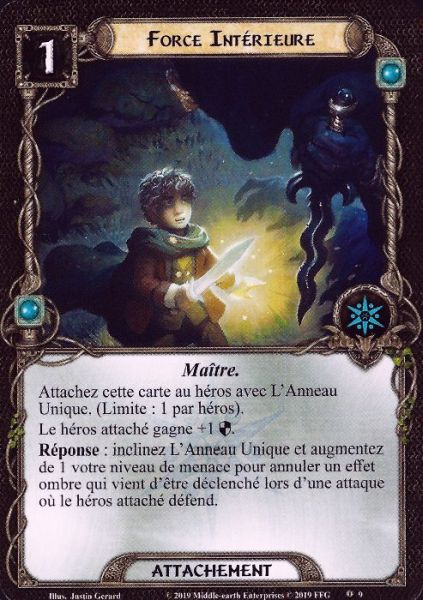 1
FORCE INTÉRIEURE
Maître.
Attachez cette carte au héros avec L'Anneau
Unique. (Limite : 1 par héros).
Le héros attaché gagne +1 .
Réponse : inclinez L'Anneau Unique et augmentez
de 1 votre niveau de menace pour annuler un effet
ombre qui vient d'être déclenché lors d'une attaque
où le héros attaché défend.
ATTACHEMENT
Illus. Justin Gerard © 2019 Middle-earth Enterprises © 2019 FFG 9